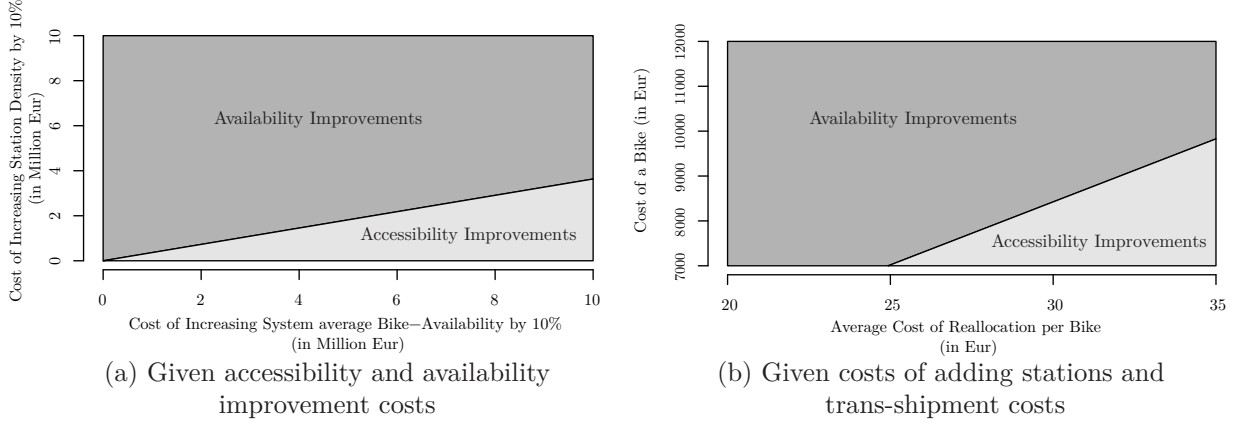 Cost of Increasing Station Density by 10%
(in Million Eur)
10
8
6
4
2
0
Availability Improvements
Accessibility Improvements
0 2 4 6 8 10
Cost of Increasing System average Bike−Availability by 10%
(in Million Eur)
(a) Given accessibility and availability
improvement costs
Cost of a Bike (in Eur)
12000
11000
10000
9000
8000
7000
Availability Improvements
Accessibility Improvements
20 25 30 35
Average Cost of Reallocation per Bike
(in Eur)
(b) Given costs of adding stations and
trans-shipment costs